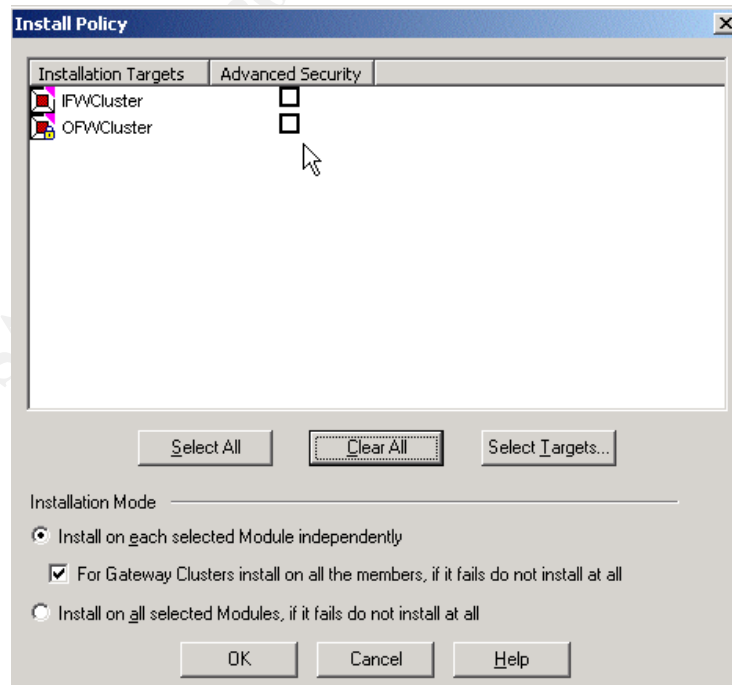 Install Policy
Installation Targets Advanced Security
IFWCluster
OFWCluster
Select All Clear All Select Targets...
Installation Mode
Install on each selected Module independently
For Gateway Clusters install on all the members, if it fails do not install at all
Install on all selected Modules, if it fails do not install at all
OK Cancel Help